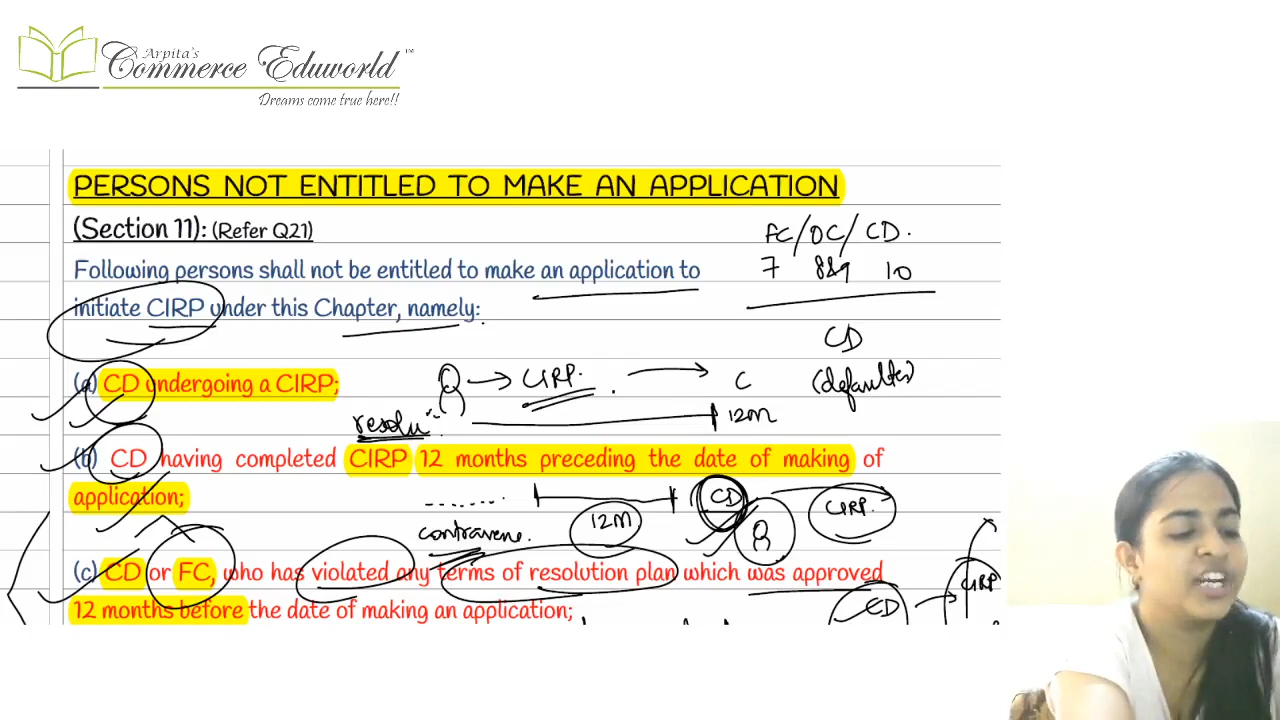 Arpita's
Commerce Eduworld™
Dreams come true here!!
PERSONS NOT ENTITLED TO MAKE AN APPLICATION
(Section 11): (Refer Q21)
FC/OC/CD.
7 8&9 10
Following persons shall not be entitled to make an application to
initiate CIRP under this Chapter, namely:
CD
(defaulter)
(a) CD undergoing a CIRP;
CIRP. C
resolu 12M
(b) CD having completed CIRP 12 months preceding the date of making of
application;
12M CD CIRP.
contravene.
(c) CD or FC, who has violated any terms of resolution plan which was approved
12 months before the date of making an application;
CD CIRP